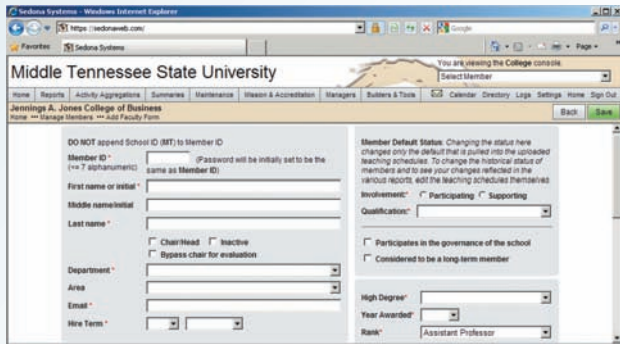 Sedona Systems - Windows Internet Explorer
https://sedonaweb.com/
Google
Favorites Sedona Systems
Page
Middle Tennessee State University
You are viewing the College console.
Select Member
Home Reports Activity Aggregations Summaries Maintenance Mission & Accreditation Managers Builders & Tools Calendar Directory Logs Settings Home Sign Out
Jennings A. Jones College of Business
Home ••• Manage Members ••• Add Faculty Form
Back Save
DO NOT append School ID (MT) to Member ID
Member ID * (Password will be initially set to be the
(<= 7 alphanumeric) same as Member ID)
First name or initial *
Middle name/initial
Last name *
Chair/Head Inactive
Bypass chair for evaluation
Department *
Area
Email *
Hire Term *
Member Default Status: Changing the status here
changes only the default that is pulled into the uploaded
teaching schedules. To change the historical status of
members and to see your changes reflected in the
various reports, edit the teaching schedules themselves.
Involvement:* Participating Supporting
Qualification:*
Participates in the governance of the school
Considered to be a long-term member
High Degree*
Year Awarded*
Rank* Assistant Professor